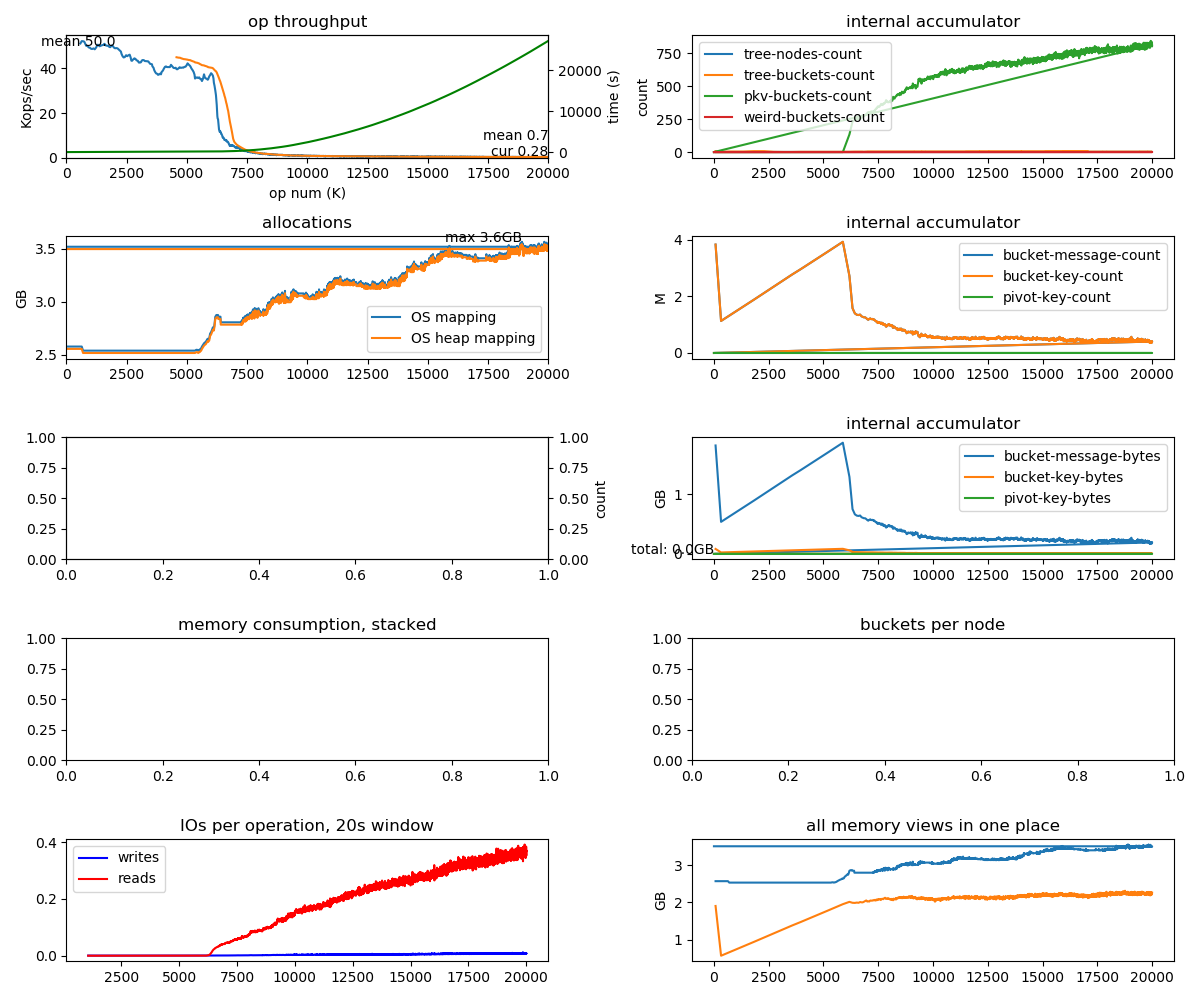 op throughput
mean 50.0
40
20
0
Kops/sec
20000
10000
0
time (s)
mean 0.7
cur 0.28
0 2500 5000 7500 10000 12500 15000 17500 20000
op num (K)
internal accumulator
750
500
250
0
count
tree-nodes-count
tree-buckets-count
pkv-buckets-count
weird-buckets-count
0 2500 5000 7500 10000 12500 15000 17500 20000
allocations
max 3.6GB
3.5
3.0
2.5
GB
OS mapping
OS heap mapping
0 2500 5000 7500 10000 12500 15000 17500 20000
internal accumulator
4
2
0
M
bucket-message-count
bucket-key-count
pivot-key-count
0 2500 5000 7500 10000 12500 15000 17500 20000
1.00
0.75
0.50
0.25
0.00
1.00
0.75
0.50
0.25
0.00
count
0.0 0.2 0.4 0.6 0.8 1.0
internal accumulator
1
0
GB
total: 0.0GB
bucket-message-bytes
bucket-key-bytes
pivot-key-bytes
0 2500 5000 7500 10000 12500 15000 17500 20000
memory consumption, stacked
1.00
0.75
0.50
0.25
0.00
0.0 0.2 0.4 0.6 0.8 1.0
buckets per node
1.00
0.75
0.50
0.25
0.00
0.0 0.2 0.4 0.6 0.8 1.0
IOs per operation, 20s window
0.4
0.2
0.0
writes
reads
2500 5000 7500 10000 12500 15000 17500 20000
all memory views in one place
3
2
1
GB
0 2500 5000 7500 10000 12500 15000 17500 20000